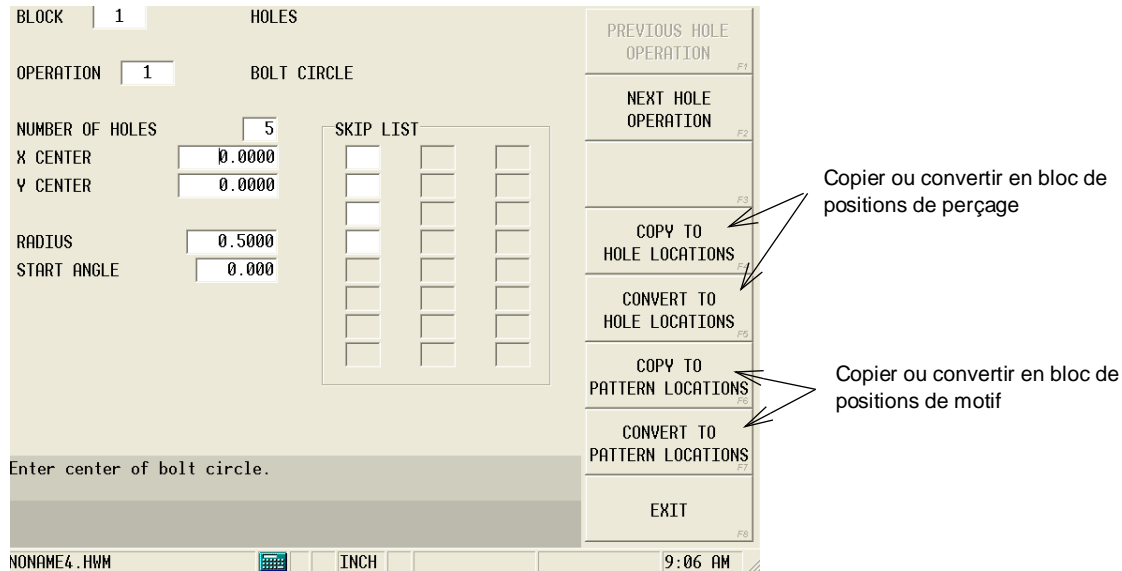 BLOCK 1 HOLES
OPERATION 1 BOLT CIRCLE
NUMBER OF HOLES 5
X CENTER 0.0000
Y CENTER 0.0000
RADIUS 0.5000
START ANGLE 0.000
SKIP LIST
PREVIOUS HOLE
OPERATION
F1
NEXT HOLE
OPERATION
F2
F3
COPY TO
HOLE LOCATIONS
F4
CONVERT TO
HOLE LOCATIONS
F5
COPY TO
PATTERN LOCATIONS
F6
CONVERT TO
PATTERN LOCATIONS
F7
EXIT
F8
Copier ou convertir en bloc de
positions de perçage
Copier ou convertir en bloc de
positions de motif
Enter center of bolt circle.
NONAME4.HWM INCH 9:06 AM